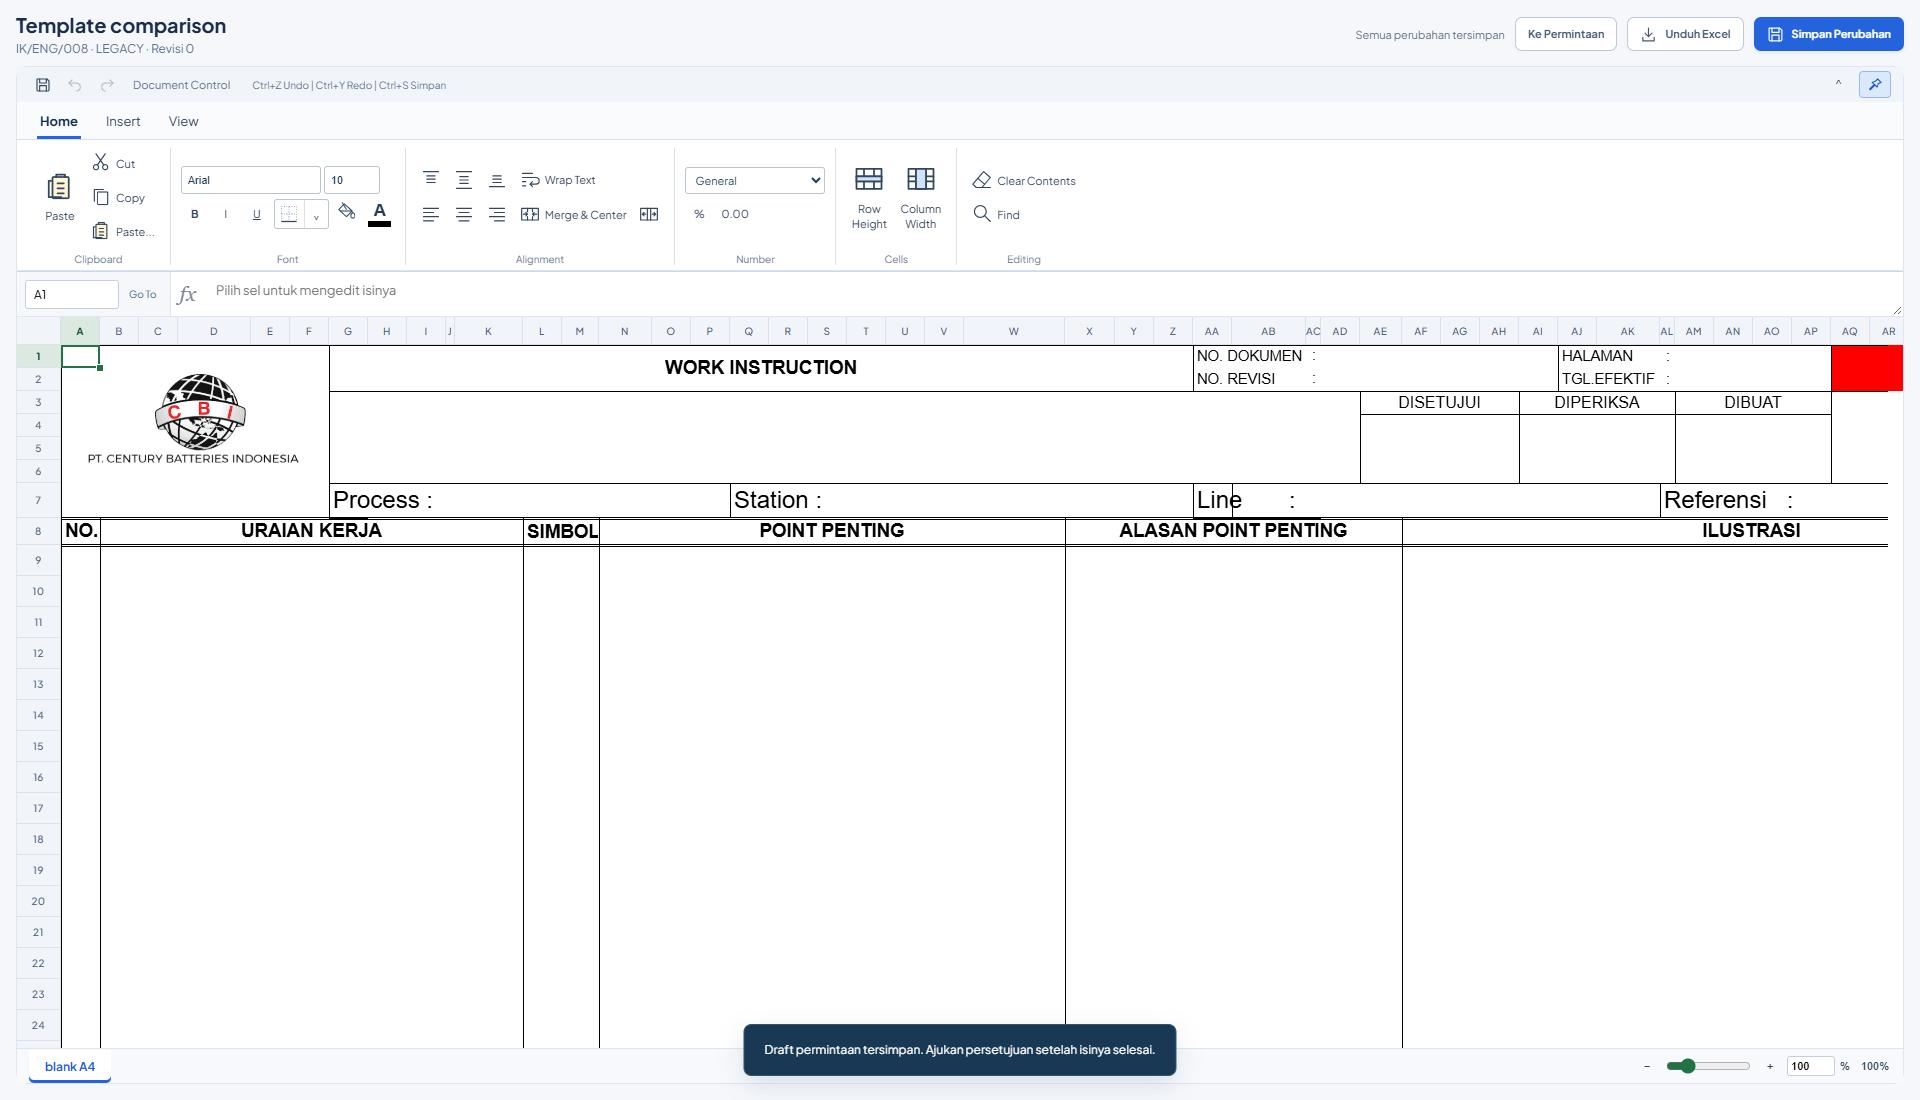 Template comparison
IK/ENG/008 · LEGACY · Revisi 0
Semua perubahan tersimpan
Ke Permintaan
Unduh Excel
Simpan Perubahan
Document Control
Ctrl+Z Undo | Ctrl+Y Redo | Ctrl+S Simpan
Home Insert View
Paste
Cut
Copy
Paste...
Clipboard
Arial
10
B I U
A
Font
Wrap Text
Merge & Center
Alignment
General
% 0.00
Number
Row Height
Column Width
Cells
Clear Contents
Find
Editing
A1
Go To
fx
Pilih sel untuk mengedit isinya
A B C D E F G H I J K L M N O P Q R S T U V W X Y Z AA AB AC AD AE AF AG AH AI AJ AK AL AM AN AO AP AQ AR
1
2
3
4
5
6
7
8
9
10
11
12
13
14
15
16
17
18
19
20
21
22
23
24
CBI
PT. CENTURY BATTERIES INDONESIA
WORK INSTRUCTION
NO. DOKUMEN :
NO. REVISI :
HALAMAN :
TGL.EFEKTIF :
DISETUJUI
DIPERIKSA
DIBUAT
Process :
Station :
Line :
Referensi :
NO.
URAIAN KERJA
SIMBOL
POINT PENTING
ALASAN POINT PENTING
ILUSTRASI
Draft permintaan tersimpan. Ajukan persetujuan setelah isinya selesai.
blank A4
− + 100 % 100%